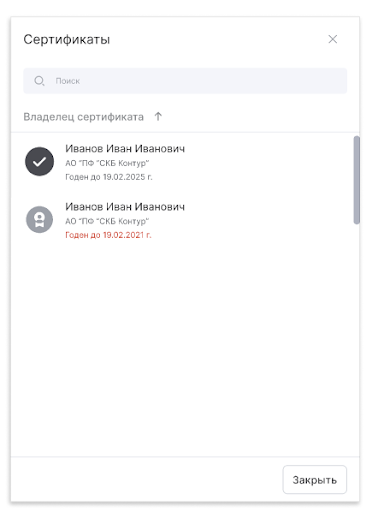 Сертификаты
Поиск
Владелец сертификата
Иванов Иван Иванович
АО "ПФ "СКБ Контур"
Годен до 19.02.2025 г.
Иванов Иван Иванович
АО "ПФ "СКБ Контур"
Годен до 19.02.2021 г.
Закрыть